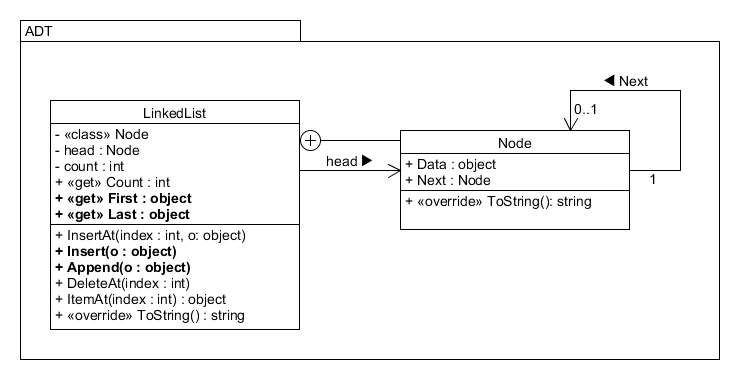 ADT
LinkedList
- «class» Node
- head : Node
- count : int
+ «get» Count : int
+ «get» First : object
+ «get» Last : object
+ InsertAt(index : int, o: object)
+ Insert(o : object)
+ Append(o : object)
+ DeleteAt(index : int)
+ ItemAt(index : int) : object
+ «override» ToString() : string
head ▶
Node
+ Data : object
+ Next : Node
+ «override» ToString(): string
◀ Next
0..1
1